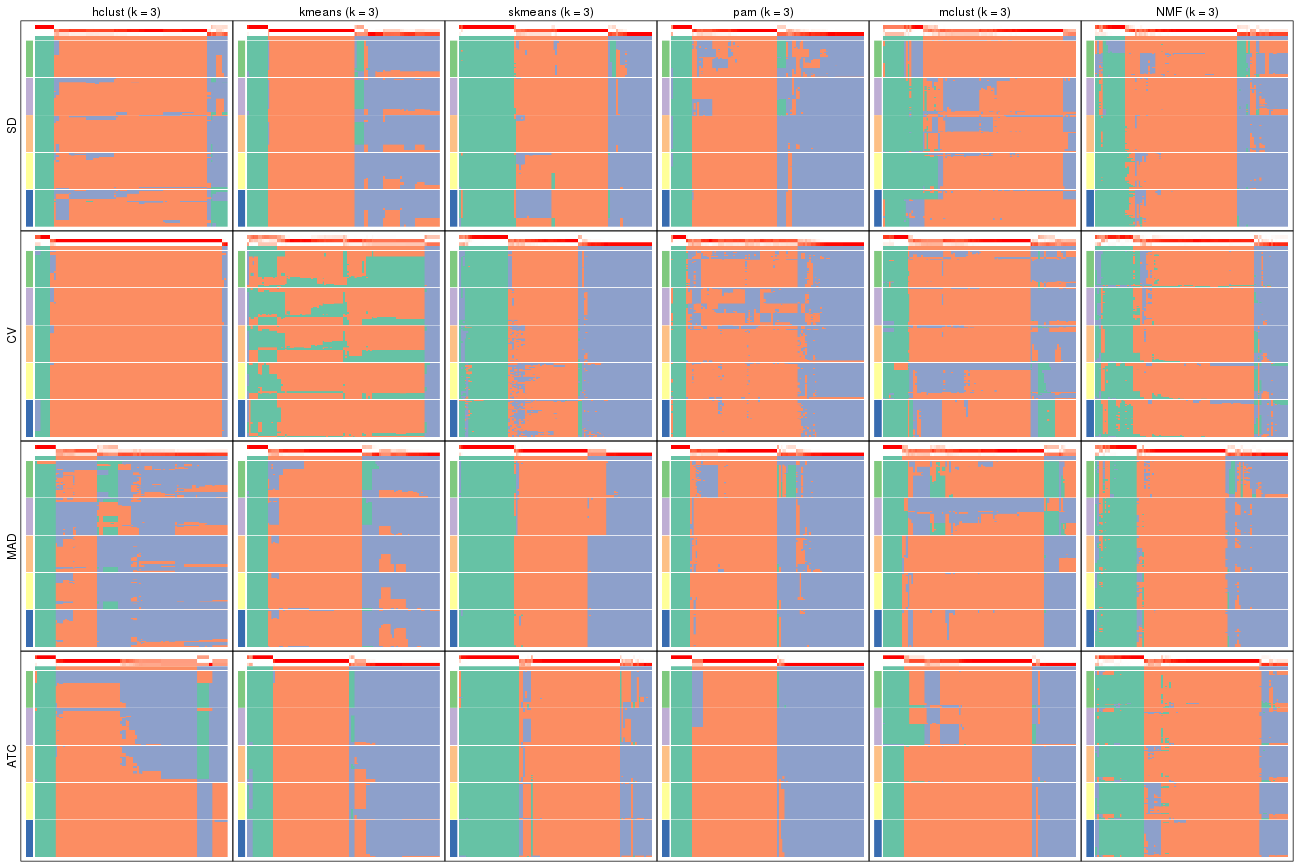 hclust (k = 3) kmeans (k = 3) skmeans (k = 3) pam (k = 3) mclust (k = 3) NMF (k = 3)
SD
CV
MAD
ATC